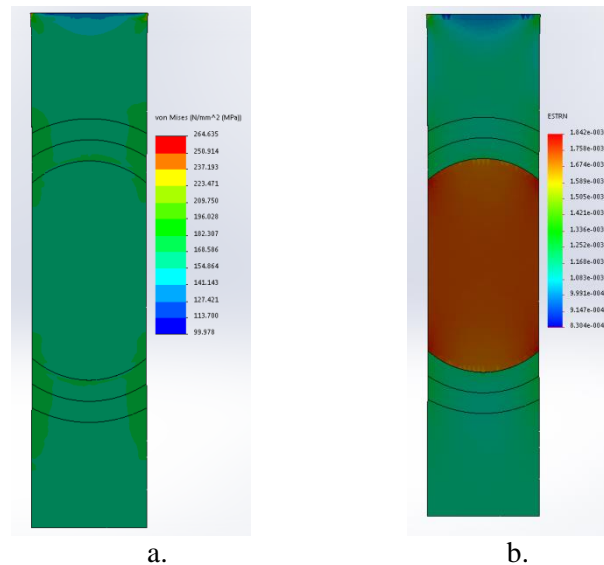 von Mises (N/mm^2 (MPa))
264.635
250.914
237.193
223.471
209.750
196.028
182.307
168.586
154.864
141.143
127.421
113.700
99.978
ESTRN
1.842e-003
1.758e-003
1.674e-003
1.589e-003
1.505e-003
1.421e-003
1.336e-003
1.252e-003
1.168e-003
1.083e-003
9.991e-004
9.147e-004
8.304e-004
a.
b.